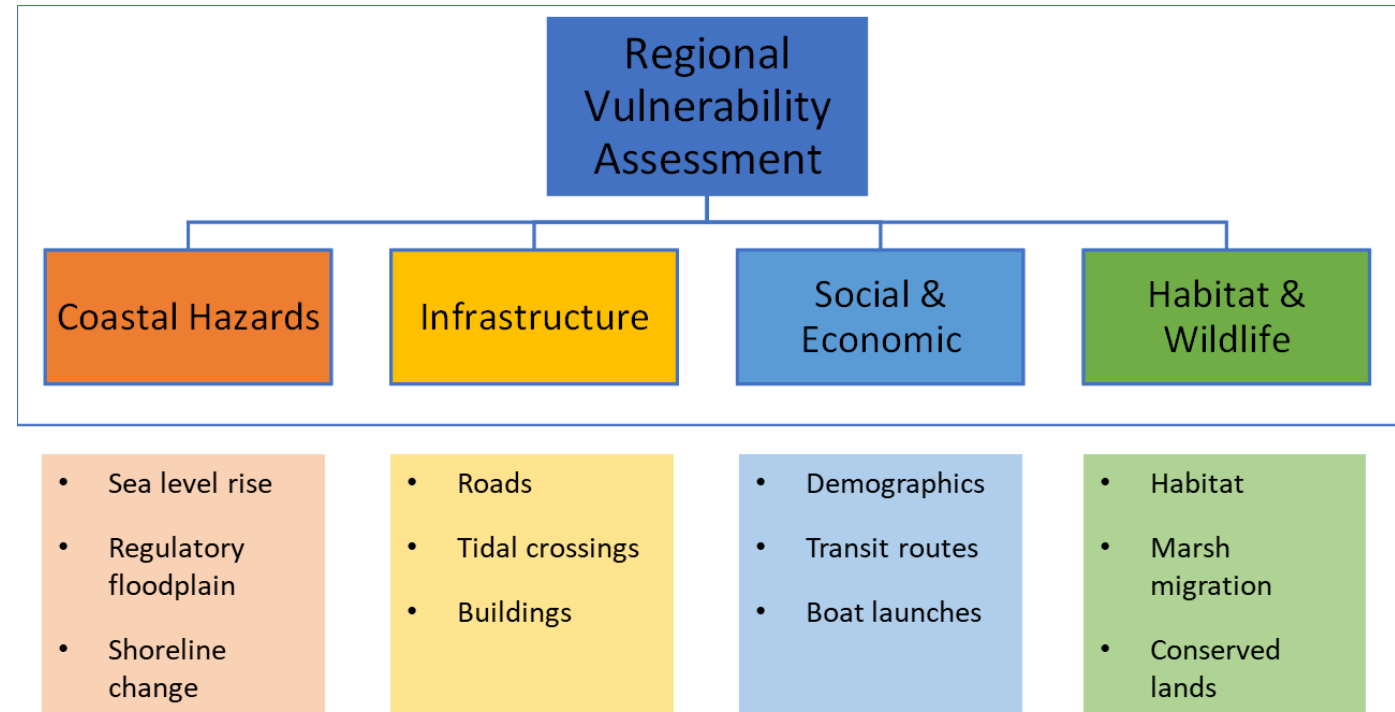 Regional
Vulnerability
Assessment
Coastal Hazards
Infrastructure
Social &
Economic
Habitat &
Wildlife
• Sea level rise
• Regulatory
floodplain
• Shoreline
change
• Roads
• Tidal crossings
• Buildings
• Demographics
• Transit routes
• Boat launches
• Habitat
• Marsh
migration
• Conserved
lands